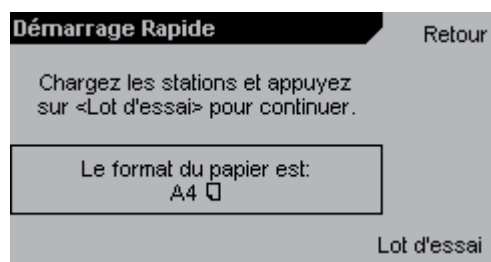 Démarrage Rapide
Retour
Chargez les stations et appuyez
sur <Lot d'essai> pour continuer.
Le format du papier est:
A4
Lot d'essai